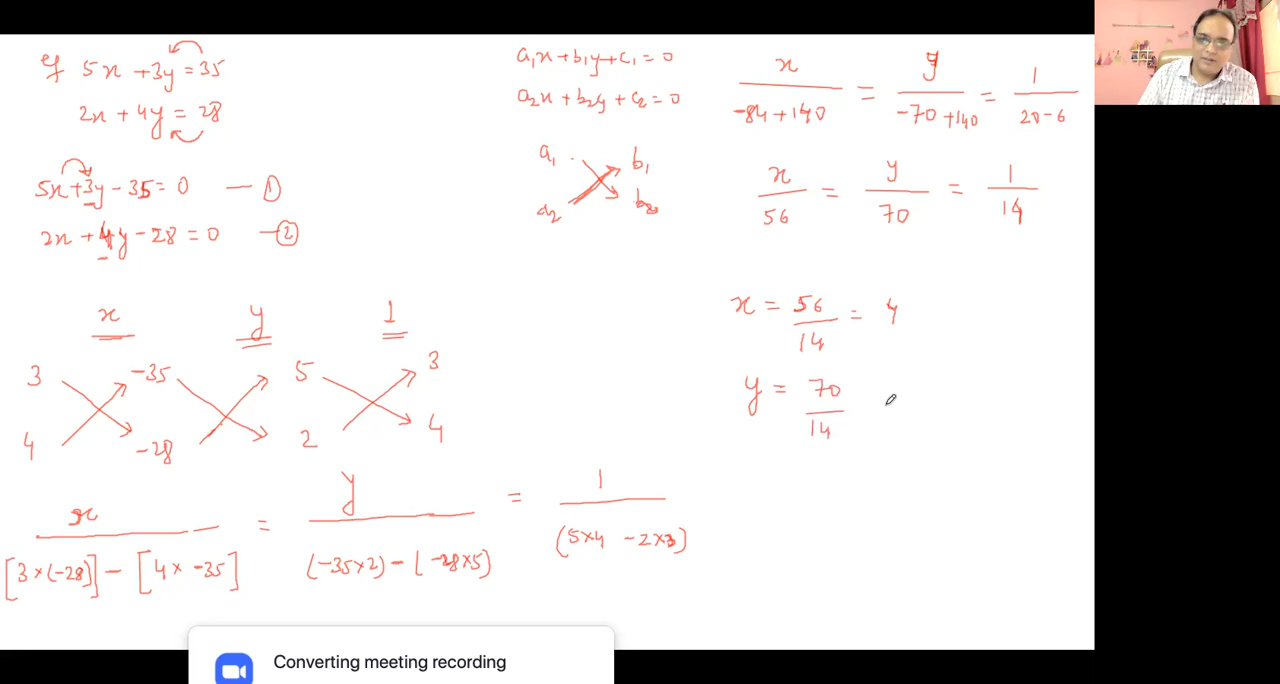 eg 5x + 3y = 35
2x + 4y = 28
5x + 3y - 35 = 0 — ①
2x + 4y - 28 = 0 — ②
x y 1
3 -35 5 3
4 -28 2 4
x / [3×(-28)] - [4× -35] = y / (-35×2) - (-28×5) = 1 / (5×4 - 2×3)
a₁x + b₁y + c₁ = 0
a₂x + b₂y + c₂ = 0
a₁ b₁
a₂ b₂
x / -84+140 = y / -70+140 = 1 / 20-6
x / 56 = y / 70 = 1 / 14
x = 56 / 14 = 4
y = 70 / 14
Converting meeting recording